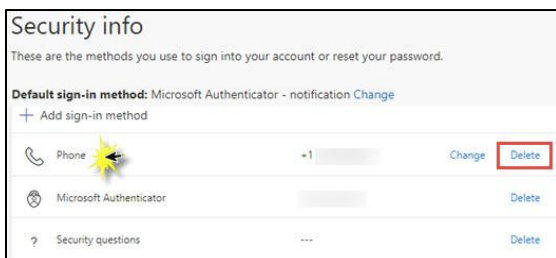 Security info
These are the methods you use to sign into your account or reset your password.
Default sign-in method: Microsoft Authenticator - notification Change
+ Add sign-in method
Phone +1 Change Delete
Microsoft Authenticator Delete
? Security questions --- Delete